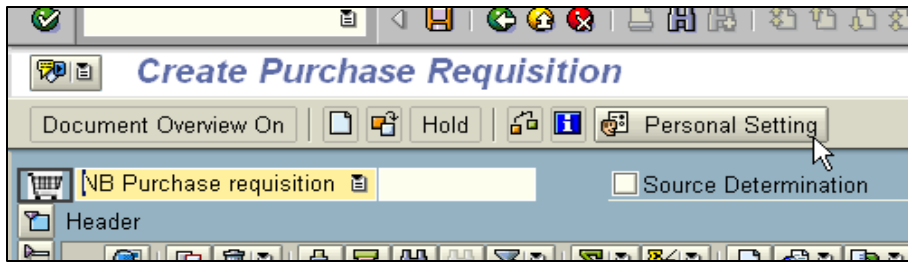 Create Purchase Requisition
Document Overview On Hold Personal Setting
NB Purchase requisition Source Determination
Header